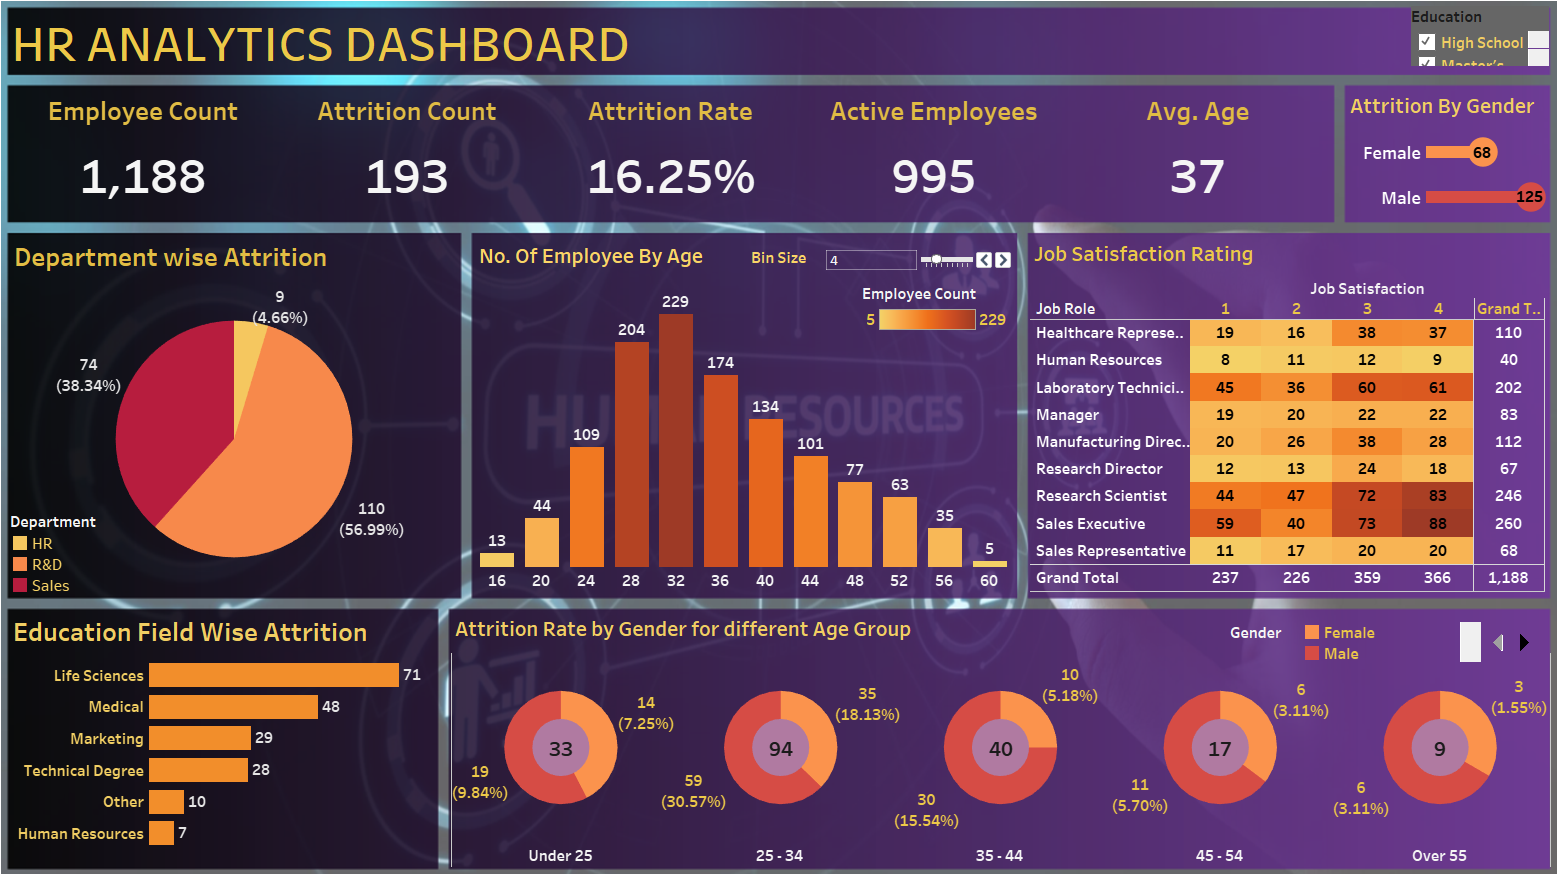 HR ANALYTICS DASHBOARD
Education
High School
Master's
Employee Count
Attrition Count
Attrition Rate
Active Employees
Avg. Age
1,188
193
16.25%
995
37
Attrition By Gender
Female 68
Male 125
Department wise Attrition
9
(4.66%)
74
(38.34%)
110
(56.99%)
Department
HR
R&D
Sales
No. Of Employee By Age
Bin Size 4
Employee Count
5 229
13 44 109 204 229 174 134 101 77 63 35 5
16 20 24 28 32 36 40 44 48 52 56 60
HUMAN RESOURCES
Job Satisfaction Rating
Job Satisfaction
Job Role 1 2 3 4 Grand T..
Healthcare Represe.. 19 16 38 37 110
Human Resources 8 11 12 9 40
Laboratory Technici.. 45 36 60 61 202
Manager 19 20 22 22 83
Manufacturing Direc.. 20 26 38 28 112
Research Director 12 13 24 18 67
Research Scientist 44 47 72 83 246
Sales Executive 59 40 73 88 260
Sales Representative 11 17 20 20 68
Grand Total 237 226 359 366 1,188
Education Field Wise Attrition
Life Sciences 71
Medical 48
Marketing 29
Technical Degree 28
Other 10
Human Resources 7
Attrition Rate by Gender for different Age Group
Gender
Female
Male
14
(7.25%)
33
19
(9.84%)
Under 25
35
(18.13%)
94
59
(30.57%)
25 - 34
10
(5.18%)
40
30
(15.54%)
35 - 44
6
(3.11%)
17
11
(5.70%)
45 - 54
3
(1.55%)
9
6
(3.11%)
Over 55